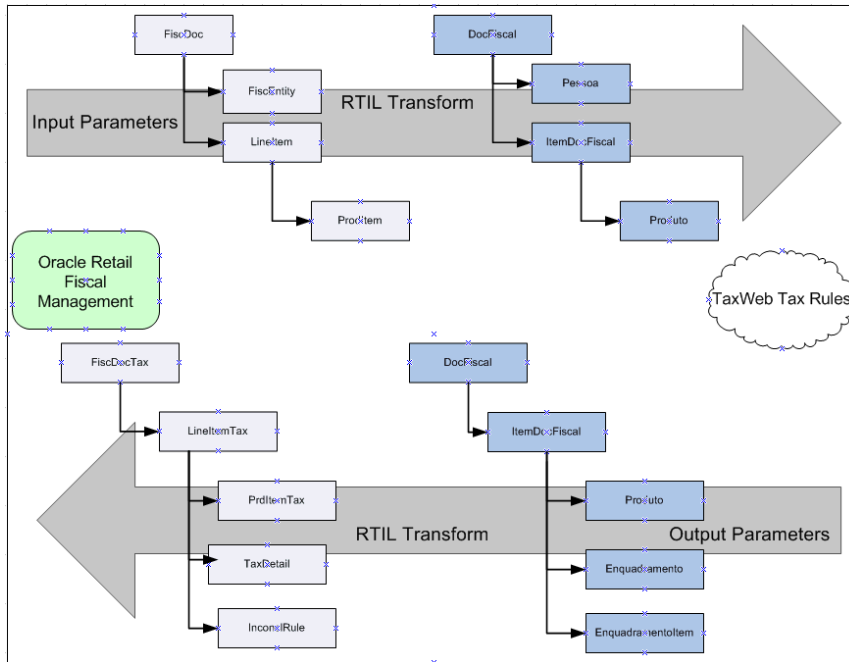 FiscDoc
DocFiscal
FiscEntity
Pessoa
RTIL Transform
Input Parameters
LineItem
ItemDocFiscal
ProdItem
Produto
Oracle Retail
Fiscal
Management
TaxWeb Tax Rules
FiscDocTax
DocFiscal
LineItemTax
ItemDocFiscal
PrdItemTax
Produto
RTIL Transform
Output Parameters
TaxDetail
Enquadramento
InconclRule
EnquadramentoItem